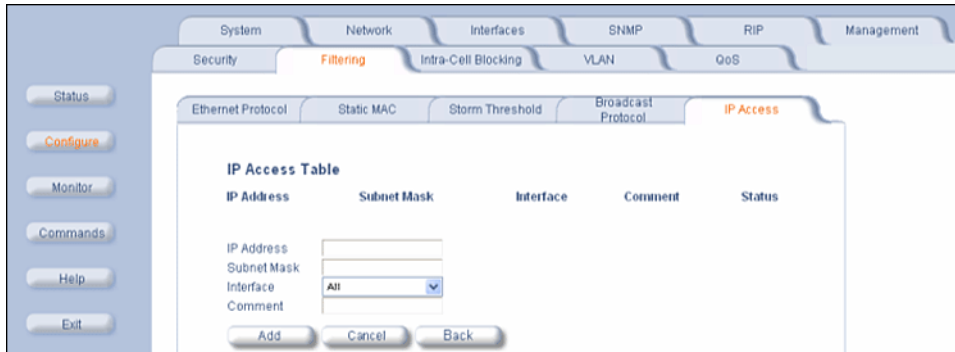 System Network Interfaces SNMP RIP Management
Security Filtering Intra-Cell Blocking VLAN QoS
Status
Configure
Monitor
Commands
Help
Exit
Ethernet Protocol Static MAC Storm Threshold Broadcast Protocol IP Access
IP Access Table
IP Address Subnet Mask Interface Comment Status
IP Address
Subnet Mask
Interface All
Comment
Add Cancel Back